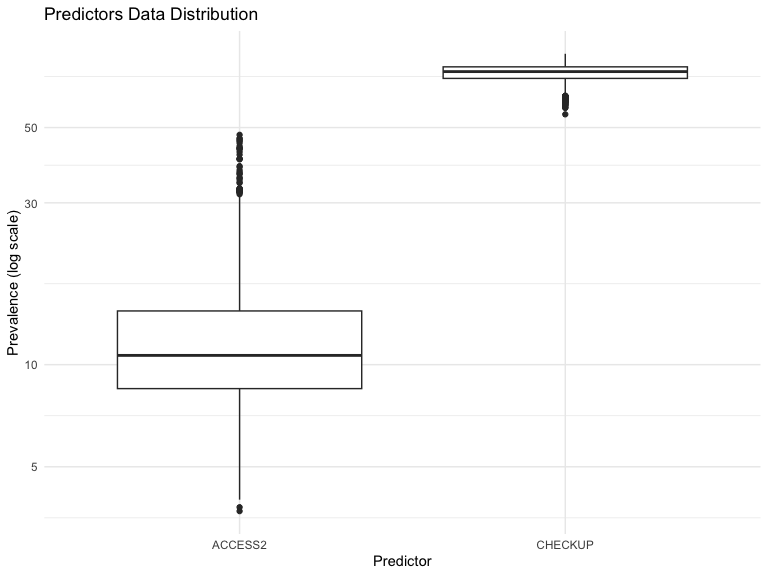 Predictors Data Distribution
Prevalence (log scale)
50
30
10
5
ACCESS2
CHECKUP
Predictor